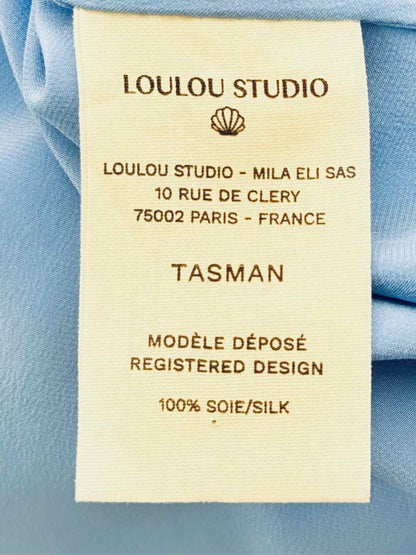 LOULOU STUDIO
LOULOU STUDIO - MILA ELI SAS
10 RUE DE CLERY
75002 PARIS - FRANCE
TASMAN
MODÈLE DÉPOSÉ
REGISTERED DESIGN
100% SOIE/SILK